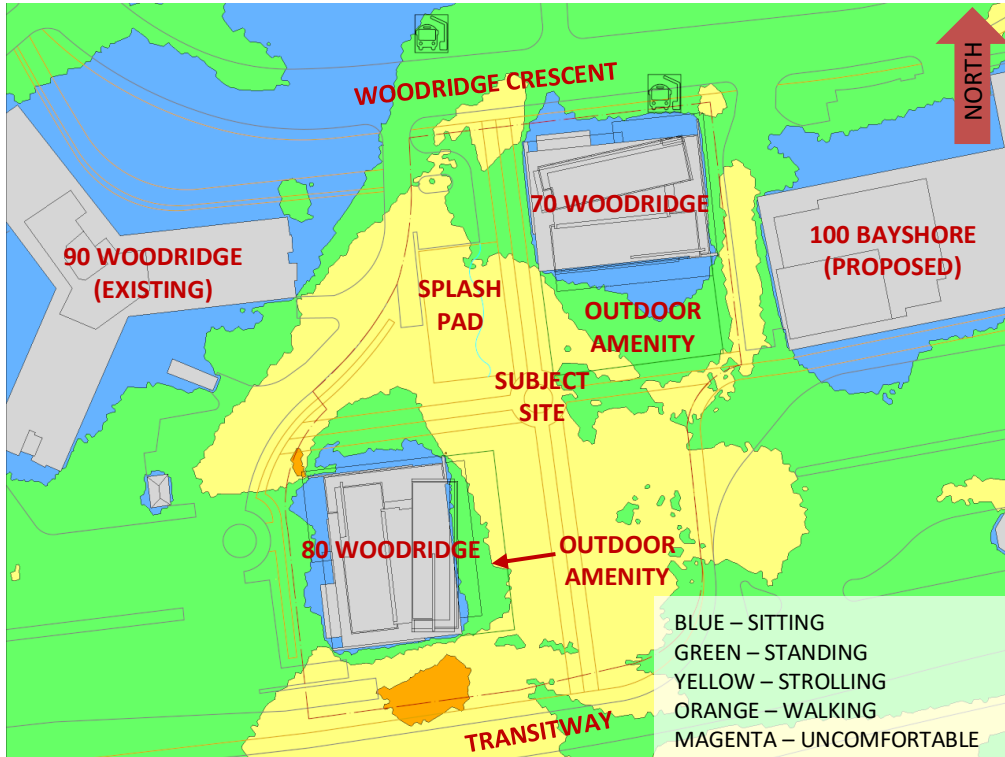 NORTH
WOODRIDGE CRESCENT
70 WOODRIDGE
90 WOODRIDGE
(EXISTING)
100 BAYSHORE
(PROPOSED)
SPLASH
PAD
OUTDOOR
AMENITY
SUBJECT
SITE
80 WOODRIDGE
OUTDOOR
AMENITY
TRANSITWAY
BLUE – SITTING
GREEN – STANDING
YELLOW – STROLLING
ORANGE – WALKING
MAGENTA – UNCOMFORTABLE